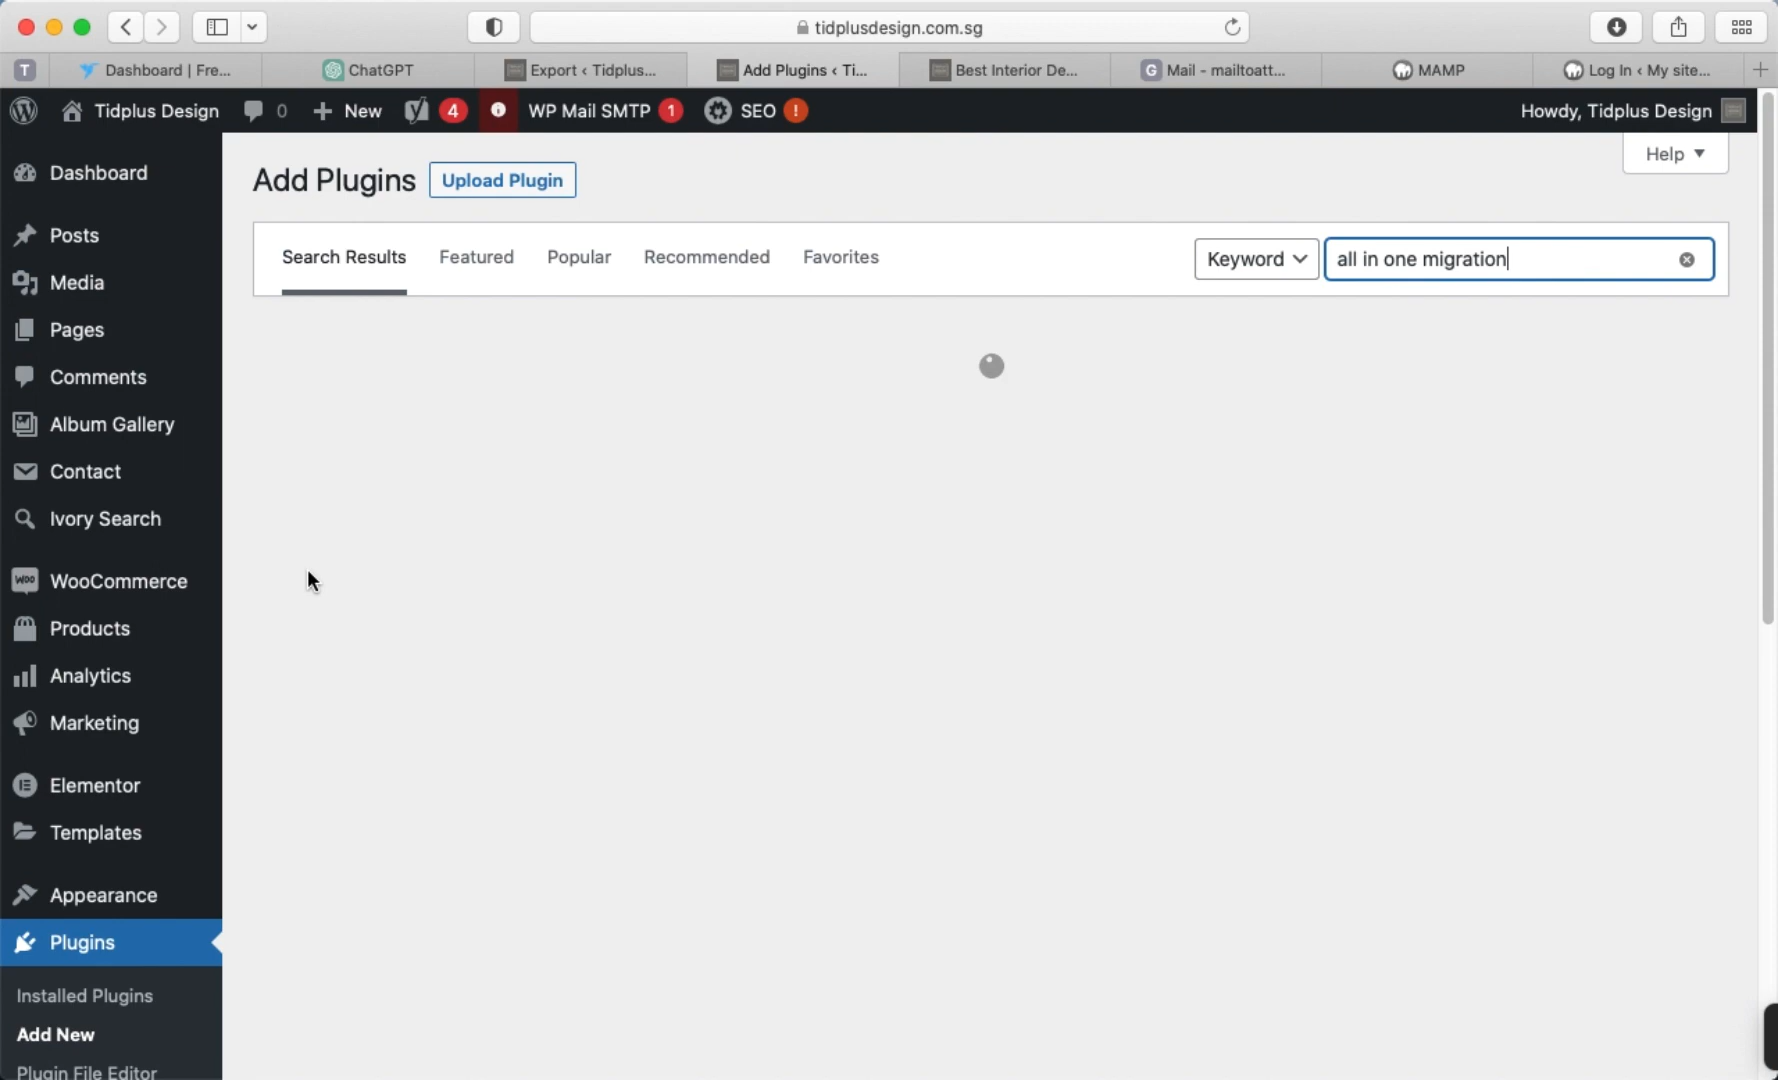 tidplusdesign.com.sg
T
Dashboard | Fre...
ChatGPT
Export < Tidplus...
Add Plugins < Ti...
Best Interior De...
G
Mail - mailtoatt...
MAMP
Log In < My site...
Tidplus Design
0
New
4
WP Mail SMTP 1
SEO !
Howdy, Tidplus Design
Help
Dashboard
Posts
Media
Pages
Comments
Album Gallery
Contact
Ivory Search
WooCommerce
Products
Analytics
Marketing
Elementor
Templates
Appearance
Plugins
Installed Plugins
Add New
Plugin File Editor
Add Plugins
Upload Plugin
Search Results
Featured
Popular
Recommended
Favorites
Keyword
all in one migration